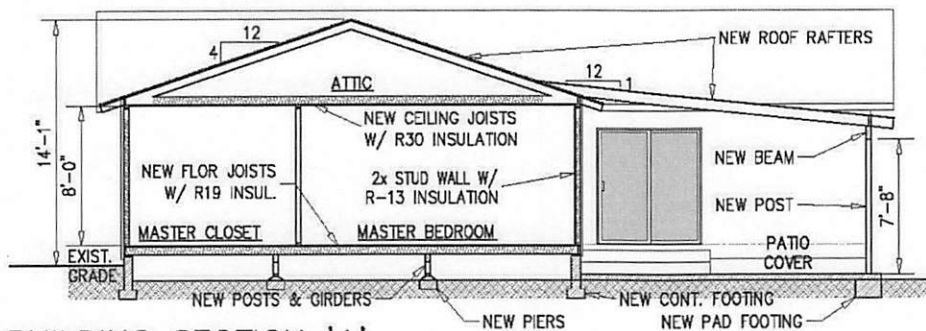 12
4
NEW ROOF RAFTERS
12
1
ATTIC
NEW CEILING JOISTS
W/ R30 INSULATION
14'-1"
8'-0"
NEW FLOR JOISTS
W/ R19 INSUL.
2x STUD WALL W/
R-13 INSULATION
NEW BEAM
NEW POST
7'-8"
MASTER CLOSET
MASTER BEDROOM
PATIO
COVER
EXIST.
GRADE
NEW POSTS & GIRDERS
NEW CONT. FOOTING
NEW PIERS
NEW PAD FOOTING